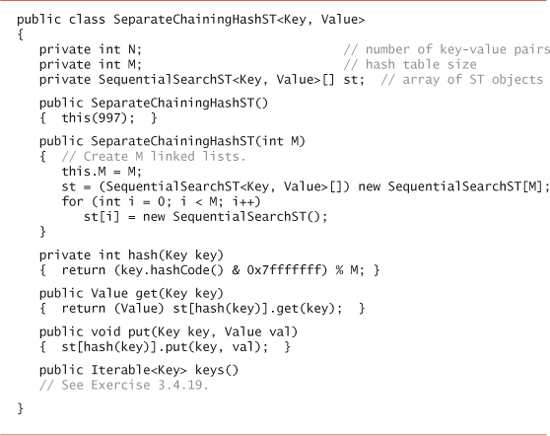 public class SeparateChainingHashST<Key, Value>
{
   private int N;                              // number of key-value pairs
   private int M;                              // hash table size
   private SequentialSearchST<Key, Value>[] st;  // array of ST objects
   public SeparateChainingHashST()
   {  this(997);  }
   public SeparateChainingHashST(int M)
   {  // Create M linked lists.
      this.M = M;
      st = (SequentialSearchST<Key, Value>[]) new SequentialSearchST[M];
      for (int i = 0; i < M; i++)
         st[i] = new SequentialSearchST();
   }
   private int hash(Key key)
   {  return (key.hashCode() & 0x7fffffff) % M; }
   public Value get(Key key)
   {  return (Value) st[hash(key)].get(key);  }
   public void put(Key key, Value val)
   {  st[hash(key)].put(key, val);  }
   public Iterable<Key> keys()
   // See Exercise 3.4.19.
}